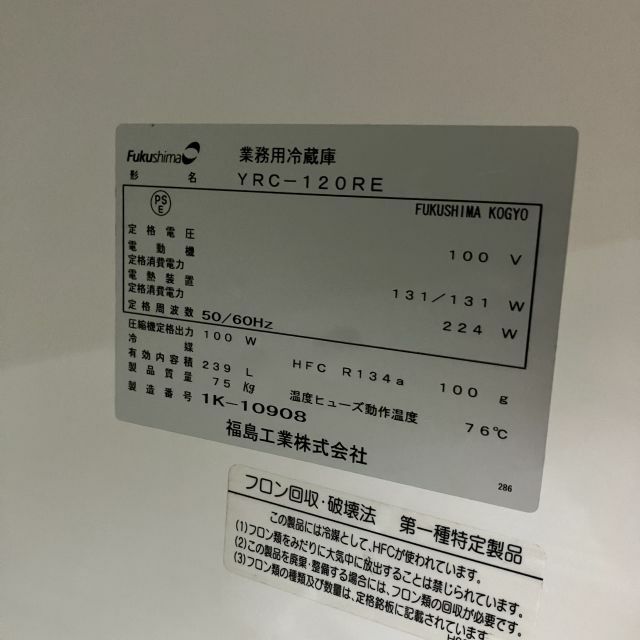 Fukushima 業務用冷蔵庫
形名 YRC-120RE
PS E FUKUSHIMA KOGYO
定格電圧 100 V
電動機定格消費電力 131/131 W
電熱装置定格消費電力 224 W
定格周波数 50/60Hz
圧縮機定格出力 100 W
冷媒 HFC R134a 100 g
有効内容積 239 L
製品質量 75 Kg 温度ヒューズ動作温度 76℃
製造番号 1K-10908
福島工業株式会社
286
フロン回収・破壊法 第一種特定製品
この製品には冷媒として、HFCが使われています。
(1)フロン類をみだりに大気中に放出することは禁じられています。
(2)この製品を廃棄・整備する場合には、フロン類の回収が必要です。
(3)フロン類の種類及び数量は、定格銘板に記載されています。